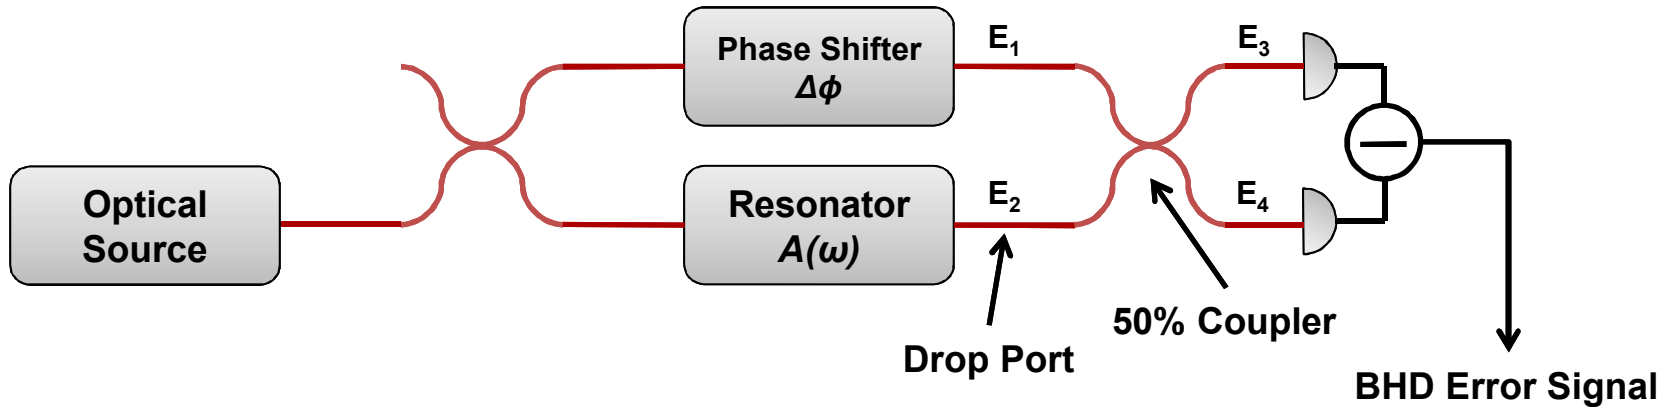 Phase Shifter
Δϕ
E1
E3
Optical
Source
Resonator
A(ω)
E2
E4
50% Coupler
Drop Port
BHD Error Signal